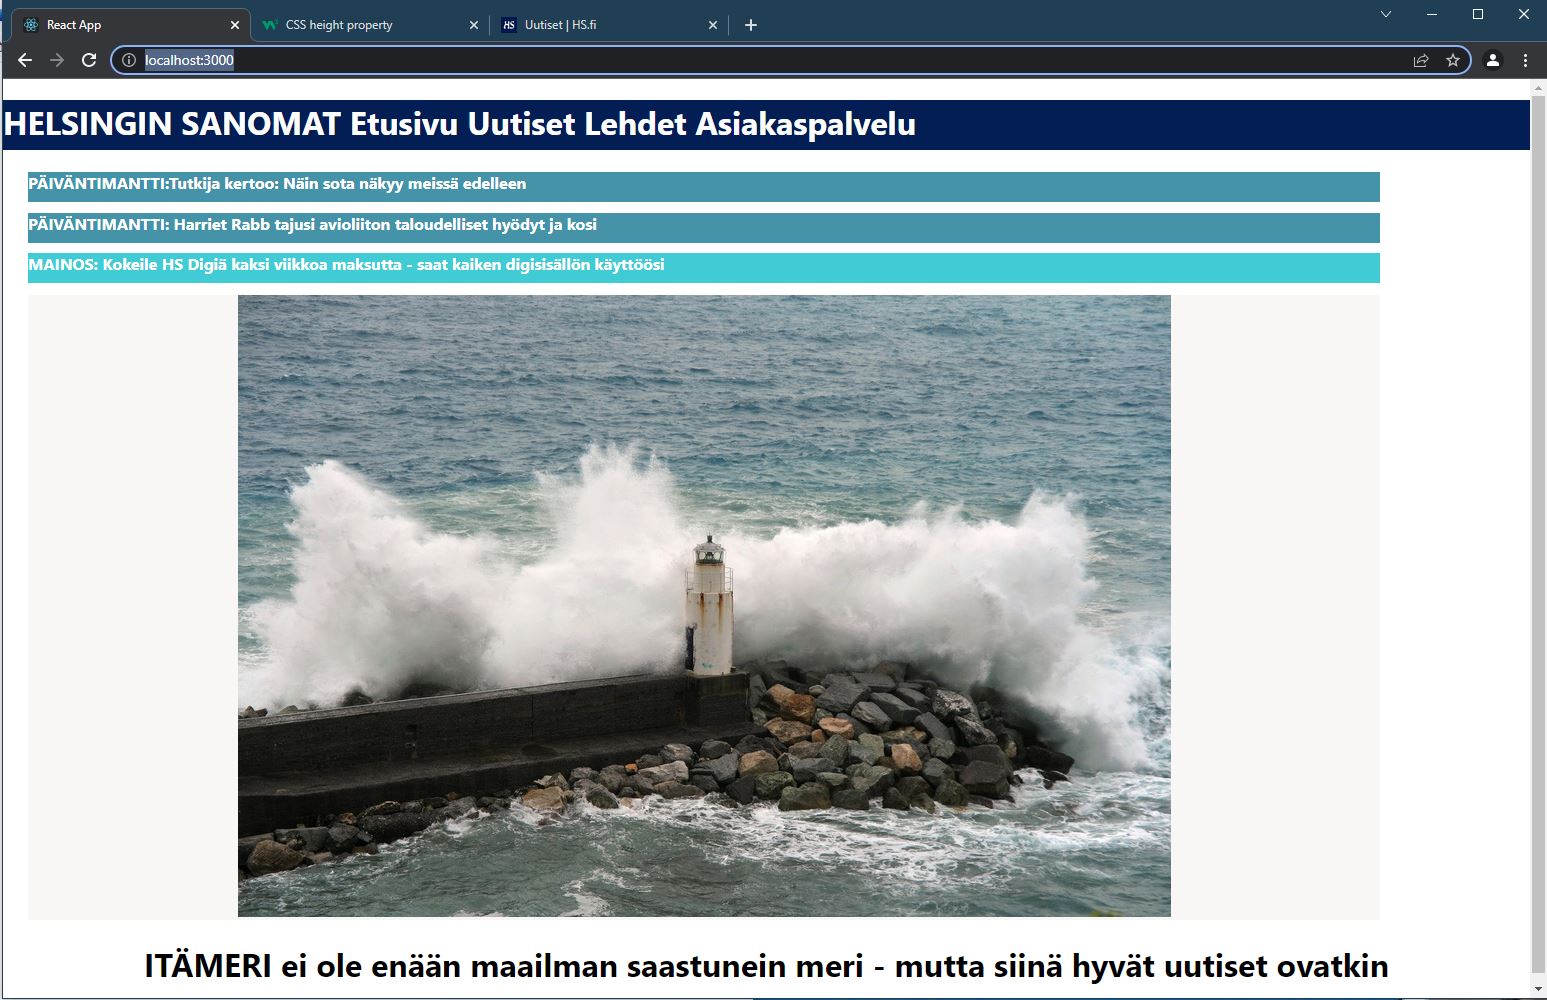 React App
CSS height property
HS
Uutiset | HS.fi
localhost:3000
HELSINGIN SANOMAT Etusivu Uutiset Lehdet Asiakaspalvelu
PÄIVÄNTIMANTTI:Tutkija kertoo: Näin sota näkyy meissä edelleen
PÄIVÄNTIMANTTI: Harriet Rabb tajusi avioliiton taloudelliset hyödyt ja kosi
MAINOS: Kokeile HS Digiä kaksi viikkoa maksutta - saat kaiken digisisällön käyttöösi
ITÄMERI ei ole enään maailman saastunein meri - mutta siinä hyvät uutiset ovatkin